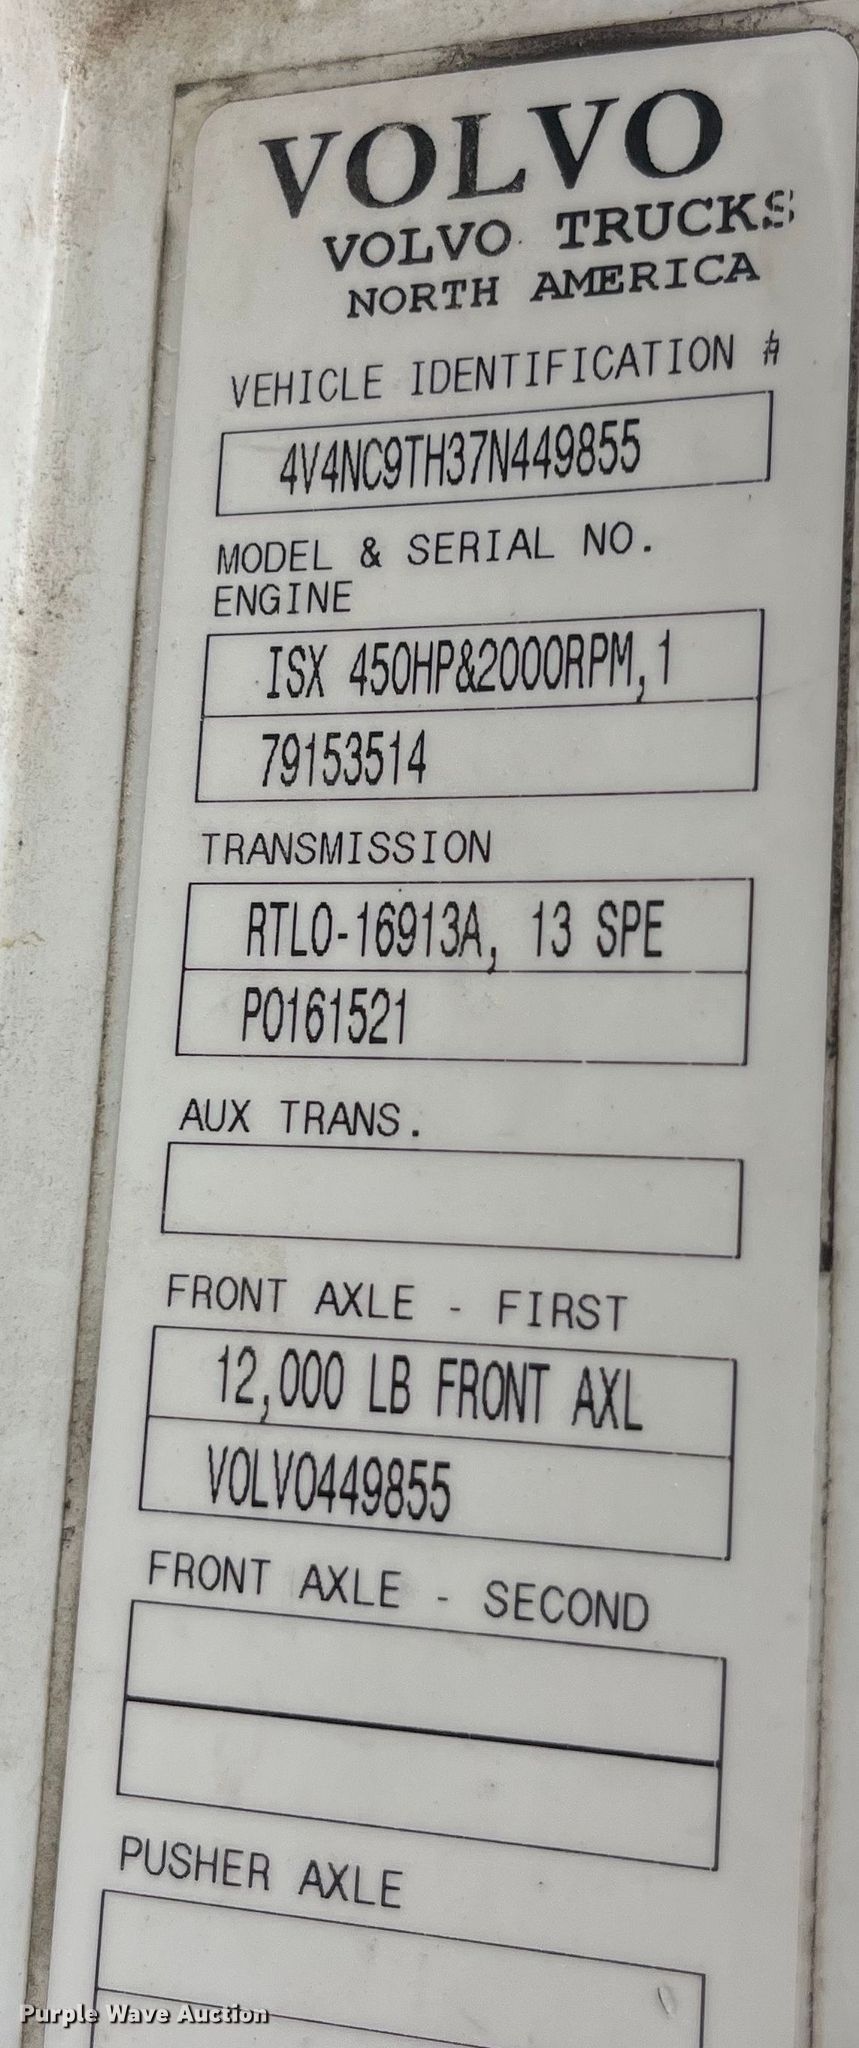 VOLVO
VOLVO TRUCKS
NORTH AMERICA
VEHICLE IDENTIFICATION #
4V4NC9TH37N449855
MODEL & SERIAL NO.
ENGINE
ISX 450HP&2000RPM,1
79153514
TRANSMISSION
RTLO-16913A, 13 SPE
P0161521
AUX TRANS.
FRONT AXLE - FIRST
12,000 LB FRONT AXL
VOLVO449855
FRONT AXLE - SECOND
PUSHER AXLE
Purple Wave Auction